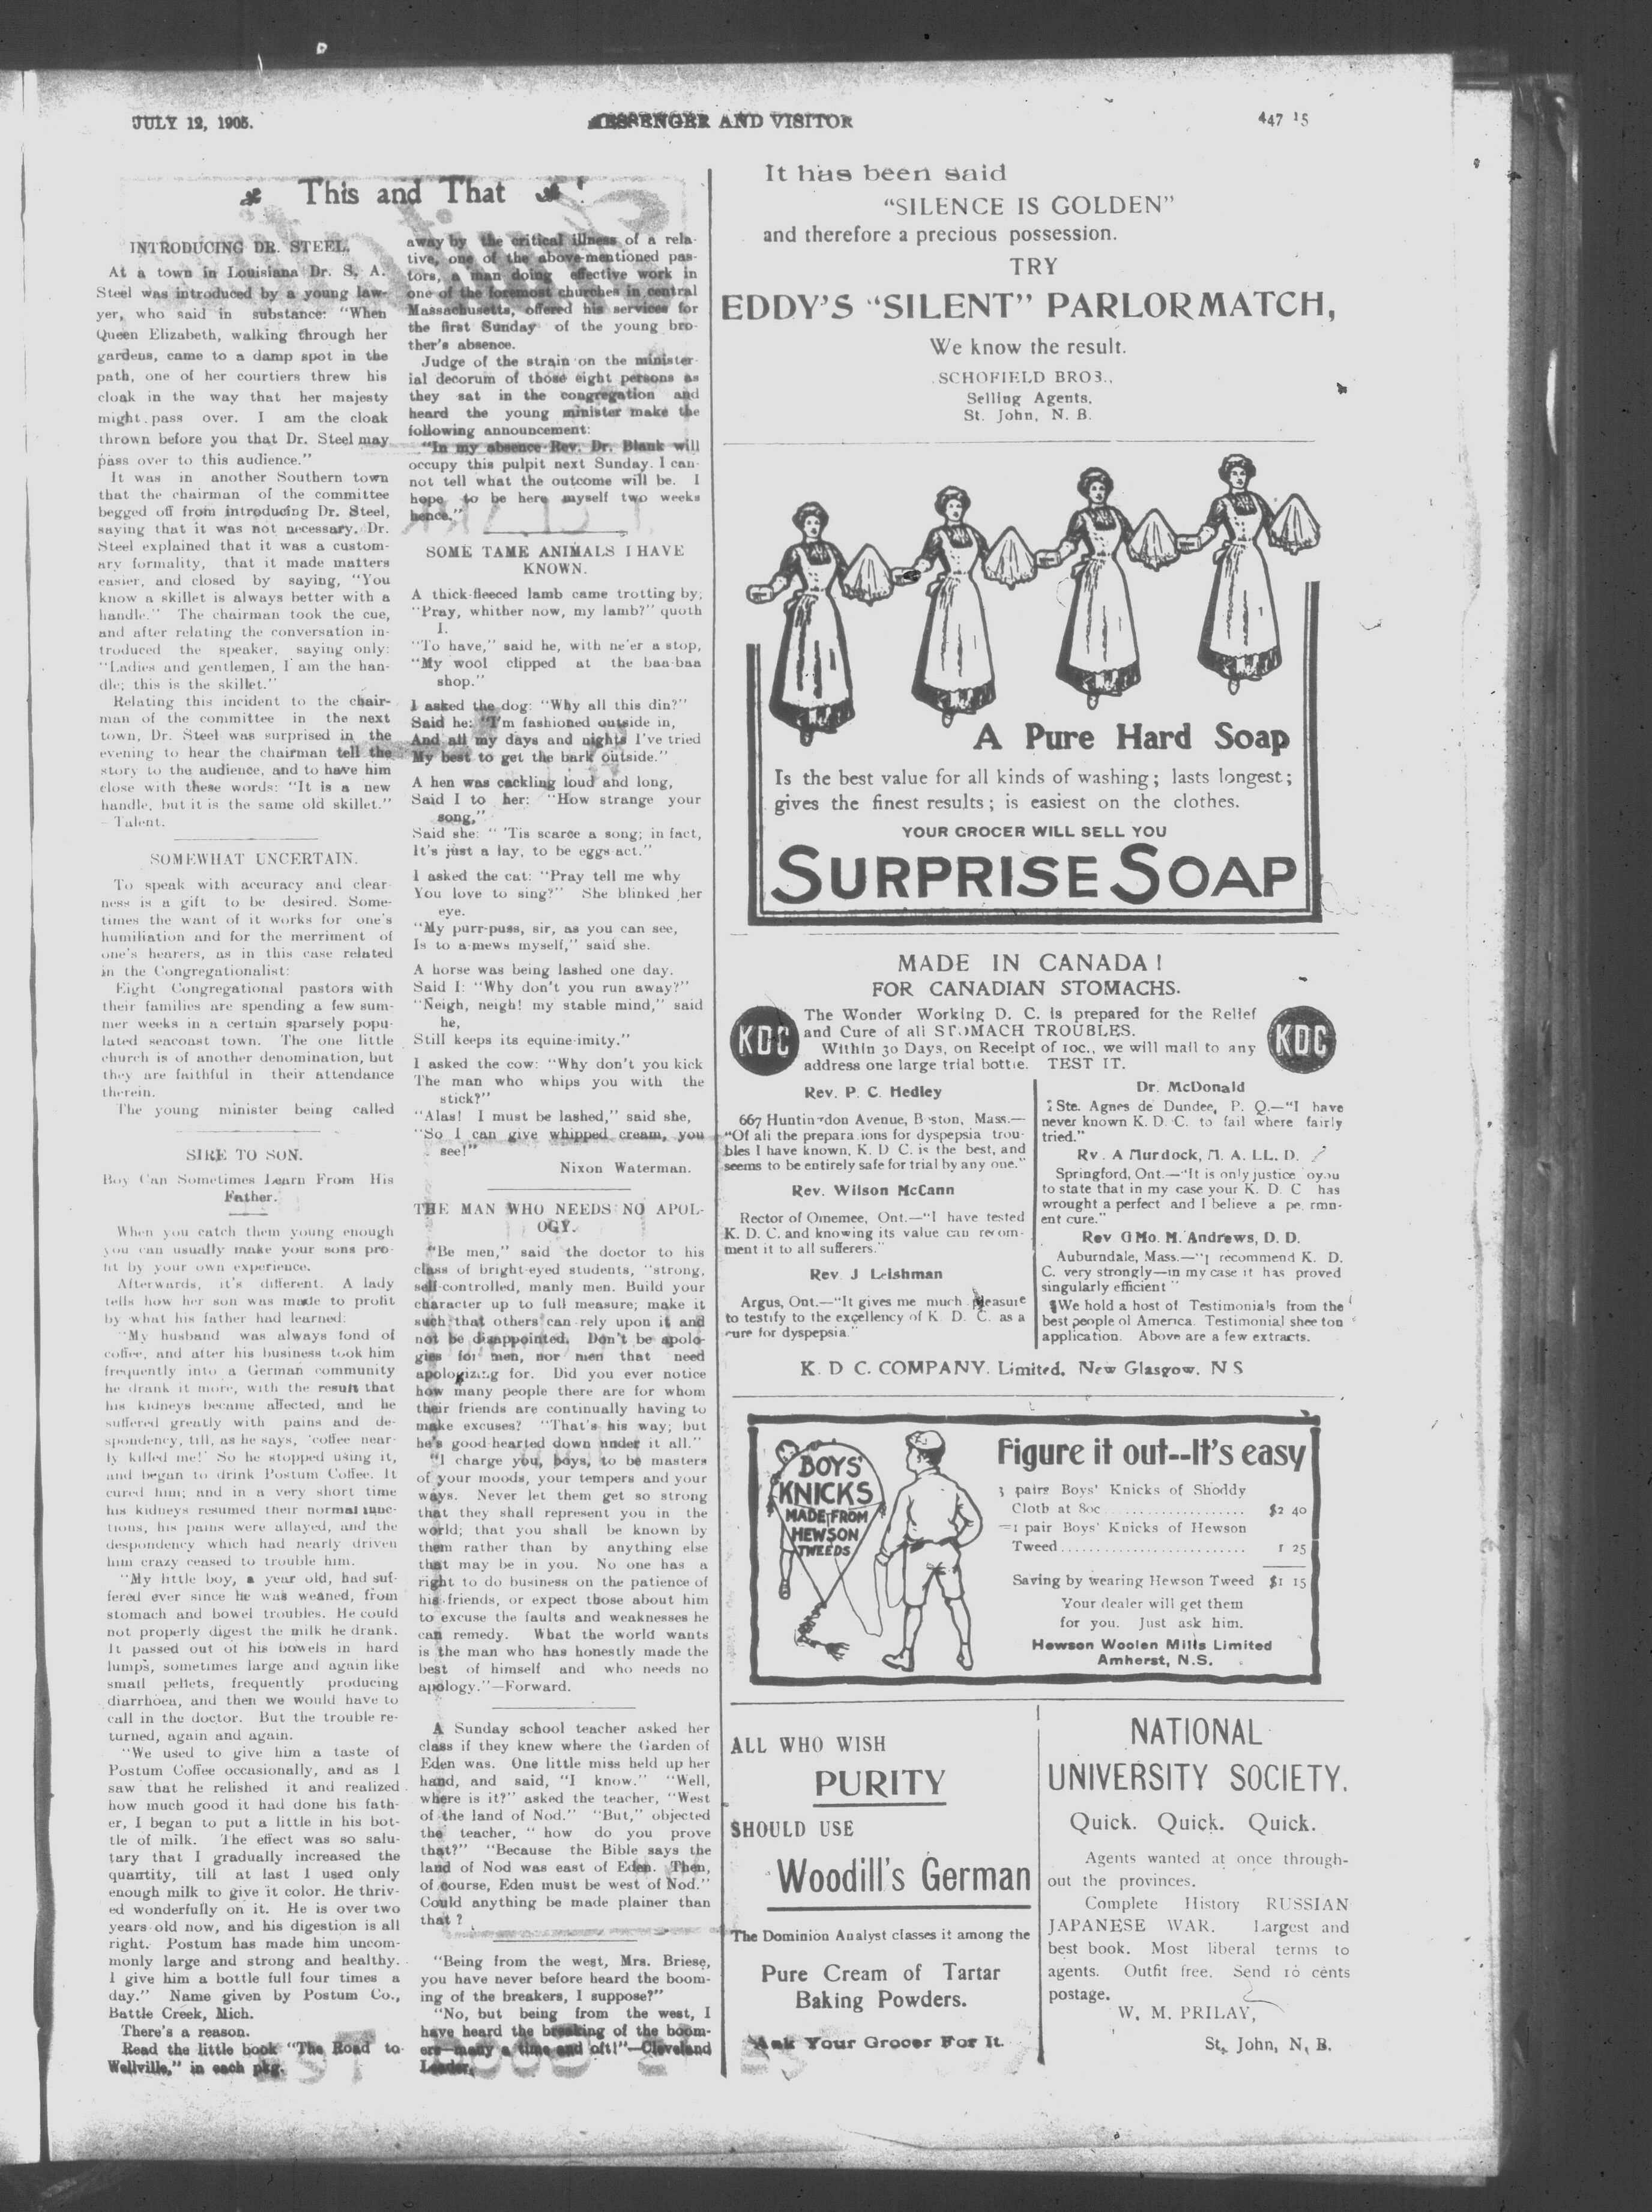 JULY 12, 1905.
MESSENGER AND VISITOR
447 15
This and That
INTRODUCING DR. STEEL.
At a town in Louisiana Dr. S. A.
Steel was introduced by a young law-
yer, who said in substance: "When
Queen Elizabeth, walking through her
gardens, came to a damp spot in the
path, one of her courtiers threw his
cloak in the way that her majesty
might pass over. I am the cloak
thrown before you that Dr. Steel may
pass over to this audience."
It was in another Southern town
that the chairman of the committee
begged off from introducing Dr. Steel,
saying that it was not necessary. Dr.
Steel explained that it was a custom-
ary formality, that it made matters
easier, and closed by saying, "You
know a skillet is always better with a
handle." The chairman took the cue,
and after relating the conversation in-
troduced the speaker, saying only:
"Ladies and gentlemen, I am the han-
dle; this is the skillet."
Relating this incident to the chair-
man of the committee in the next
town, Dr. Steel was surprised in the
evening to hear the chairman tell the
story to the audience, and to have him
close with these words: "It is a new
handle, but it is the same old skillet."
—Talent.
SOMEWHAT UNCERTAIN.
To speak with accuracy and clear-
ness is a gift to be desired. Some-
times the want of it works for one's
humiliation and for the merriment of
one's hearers, as in this case related
in the Congregationalist:
Eight Congregational pastors with
their families are spending a few sum-
mer weeks in a certain sparsely popu-
lated seacoast town. The one little
church is of another denomination, but
they are faithful in their attendance
therein.
The young minister being called
SIRE TO SON.
Boy Can Sometimes Learn From His
Father.
When you catch them young enough
you can usually make your sons pro-
fit by your own experience.
Afterwards, it's different. A lady
tells how her son was made to profit
by what his father had learned:
"My husband was always fond of
coffee, and after his business took him
frequently into a German community
he drank it more, with the result that
his kidneys became affected, and he
suffered greatly with pains and de-
spondency, till, as he says, 'coffee near-
ly killed me!' So he stopped using it,
and began to drink Postum Coffee. It
cured him; and in a very short time
his kidneys resumed their normal func-
tions, his pains were allayed, and the
despondency which had nearly driven
him crazy ceased to trouble him.
"My little boy, a year old, had suf-
fered ever since he was weaned, from
stomach and bowel troubles. He could
not properly digest the milk he drank.
It passed out of his bowels in hard
lumps, sometimes large and again like
small pellets, frequently producing
diarrhoea, and then we would have to
call in the doctor. But the trouble re-
turned, again and again.
"We used to give him a taste of
Postum Coffee occasionally, and as I
saw that he relished it and realized
how much good it had done his fath-
er, I began to put a little in his bot-
tle of milk. The effect was so salu-
tary that I gradually increased the
quantity, till at last I used only
enough milk to give it color. He thriv-
ed wonderfully on it. He is over two
years old now, and his digestion is all
right. Postum has made him uncom-
monly large and strong and healthy.
I give him a bottle full four times a
day." Name given by Postum Co.,
Battle Creek, Mich.
There's a reason.
Read the little book "The Road to
Wellville," in each pkg.
away by the critical illness of a rela-
tive, one of the above-mentioned pas-
tors, a man doing effective work in
one of the foremost churches in central
Massachusetts, offered his services for
the first Sunday of the young bro-
ther's absence.
Judge of the strain on the minister-
ial decorum of those eight persons as
they sat in the congregation and
heard the young minister make the
following announcement:
"In my absence Rev. Dr. Blank will
occupy this pulpit next Sunday. I can-
not tell what the outcome will be. I
hope to be here myself two weeks
hence."
SOME TAME ANIMALS I HAVE
KNOWN.
A thick-fleeced lamb came trotting by;
"Pray, whither now, my lamb?" quoth
I.
"To have," said he, with ne'er a stop,
"My wool clipped at the baa-baa
shop."
I asked the dog: "Why all this din?"
Said he: "I'm fashioned outside in,
And all my days and nights I've tried
My best to get the bark outside."
A hen was cackling loud and long,
Said I to her: "How strange your
song,"
Said she: " 'Tis scarce a song; in fact,
It's just a lay, to be eggs-act."
I asked the cat: "Pray tell me why
You love to sing?" She blinked her
eye.
"My purr-puss, sir, as you can see,
Is to a-mews myself," said she.
A horse was being lashed one day.
Said I: "Why don't you run away?"
"Neigh, neigh! my stable mind," said
he,
Still keeps its equine-imity."
I asked the cow: "Why don't you kick
The man who whips you with the
stick?"
"Alas! I must be lashed," said she,
"So I can give whipped cream, you
see!"
Nixon Waterman.
THE MAN WHO NEEDS NO APOL-
OGY.
"Be men," said the doctor to his
class of bright-eyed students, "strong,
self-controlled, manly men. Build your
character up to full measure; make it
such that others can rely upon it and
not be disappointed. Don't be apolo-
gies for men, nor men that need
apologizing for. Did you ever notice
how many people there are for whom
their friends are continually having to
make excuses? "That's his way; but
he's good-hearted down under it all."
"I charge you, boys, to be masters
of your moods, your tempers and your
ways. Never let them get so strong
that they shall represent you in the
world; that you shall be known by
them rather than by anything else
that may be in you. No one has a
right to do business on the patience of
his friends, or expect those about him
to excuse the faults and weaknesses he
can remedy. What the world wants
is the man who has honestly made the
best of himself and who needs no
apology."—Forward.
A Sunday school teacher asked her
class if they knew where the Garden of
Eden was. One little miss held up her
hand, and said, "I know." "Well,
where is it?" asked the teacher, "West
of the land of Nod." "But," objected
the teacher, " how do you prove
that?" "Because the Bible says the
land of Nod was east of Eden. Then,
of course, Eden must be west of Nod."
Could anything be made plainer than
that?
"Being from the west, Mrs. Briese,
you have never before heard the boom-
ing of the breakers, I suppose?"
"No, but being from the west, I
have heard the breaking of the boom-
ers—many a time and oft!"—Cleveland
Leader.
It has been said
"SILENCE IS GOLDEN"
and therefore a precious possession.
TRY
EDDY'S "SILENT" PARLOR MATCH,
We know the result.
SCHOFIELD BROS.,
Selling Agents.
St. John, N. B.
A Pure Hard Soap
Is the best value for all kinds of washing; lasts longest;
gives the finest results; is easiest on the clothes.
YOUR GROCER WILL SELL YOU
SURPRISE SOAP
MADE IN CANADA!
FOR CANADIAN STOMACHS.
KDC
The Wonder Working D. C. is prepared for the Relief
and Cure of all STOMACH TROUBLES.
Within 30 Days, on Receipt of 10c., we will mail to any
address one large trial bottle. TEST IT.
KDC
Rev. P. C. Hedley
667 Huntingdon Avenue, Boston, Mass.—
"Of all the preparations for dyspepsia trou-
bles I have known, K. D C. is the best, and
seems to be entirely safe for trial by any one."
Rev. Wilson McCann
Rector of Omemee, Ont.—"I have tested
K. D. C. and knowing its value can recom-
ment it to all sufferers."
Rev. J Leishman
Argus, Ont.—"It gives me much pleasure
to testify to the excellency of K. D. C. as a
cure for dyspepsia."
Dr. McDonald
Ste. Agnes de Dundee, P. Q.—"I have
never known K. D. C. to fail where fairly
tried."
Rv. A Murdock, M. A. LL. D.
Springford, Ont.—"It is only justice oyou
to state that in my case your K. D. C has
wrought a perfect and I believe a pe rmn-
ent cure."
Rev G Mo. M. Andrews, D. D.
Auburndale, Mass.—"I recommend K. D.
C. very strongly—in my case it has proved
singularly efficient"
We hold a host of Testimonials from the
best people of America. Testimonial shee ton
application. Above are a few extracts.
K. D C. COMPANY. Limited, New Glasgow, N S
BOYS'
KNICKS
MADE FROM
HEWSON
TWEEDS
Figure it out--It's easy
3 pairs Boys' Knicks of Shoddy
Cloth at 80c.................... $2 40
=1 pair Boys' Knicks of Hewson
Tweed.......................... 1 25
Saving by wearing Hewson Tweed $1 15
Your dealer will get them
for you. Just ask him.
Hewson Woolen Mills Limited
Amherst, N.S.
ALL WHO WISH
PURITY
SHOULD USE
Woodill's German
The Dominion Analyst classes it among the
Pure Cream of Tartar
Baking Powders.
Ask Your Grocer For It.
NATIONAL
UNIVERSITY SOCIETY.
Quick. Quick. Quick.
Agents wanted at once through-
out the provinces.
Complete History RUSSIAN
JAPANESE WAR. Largest and
best book. Most liberal terms to
agents. Outfit free. Send 16 cents
postage.
W. M. PRILAY,
St. John, N. B.